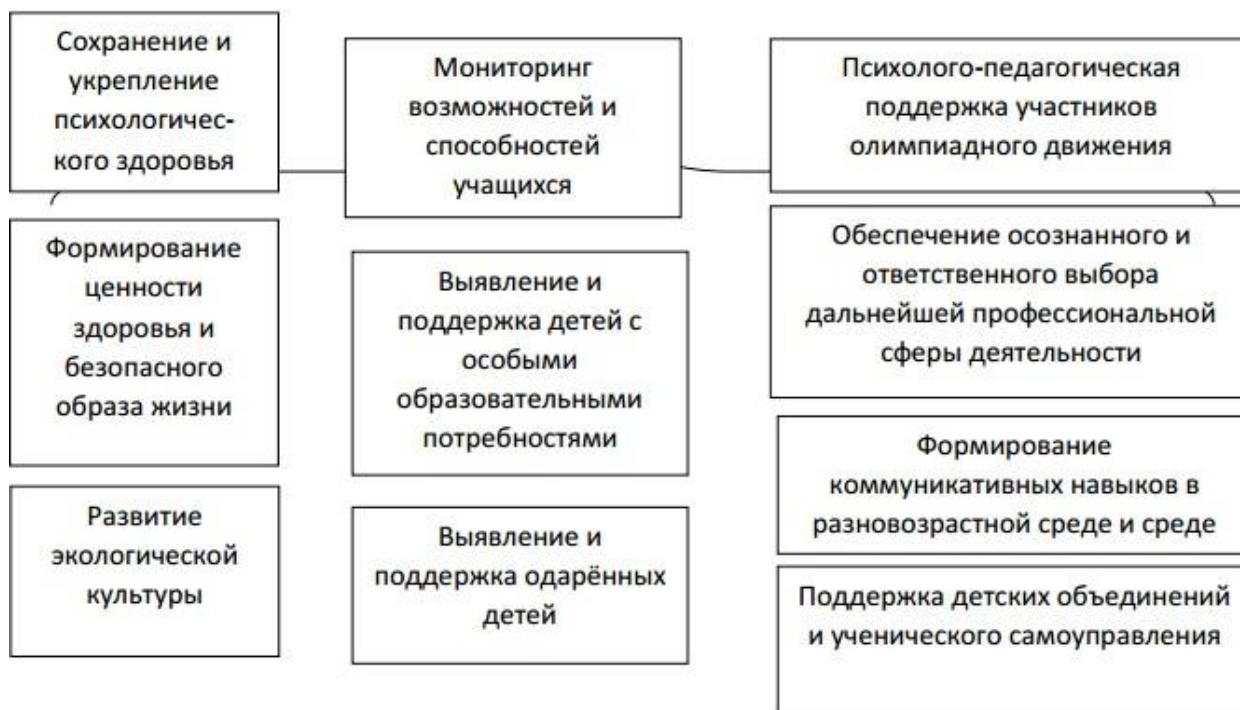 Сохранение и
укрепление
психологичес-
кого здоровья
Формирование
ценности
здоровья и
безопасного
образа жизни
Развитие
экологической
культуры
Мониторинг
возможностей и
способностей
учащихся
Выявление и
поддержка детей с
особыми
образовательными
потребностями
Выявление и
поддержка одарённых
детей
Психолого-педагогическая
поддержка участников
олимпиадного движения
Обеспечение осознанного и
ответственного выбора
дальнейшей профессиональной
сферы деятельности
Формирование
коммуникативных навыков в
разновозрастной среде и среде
Поддержка детских объединений
и ученического самоуправления